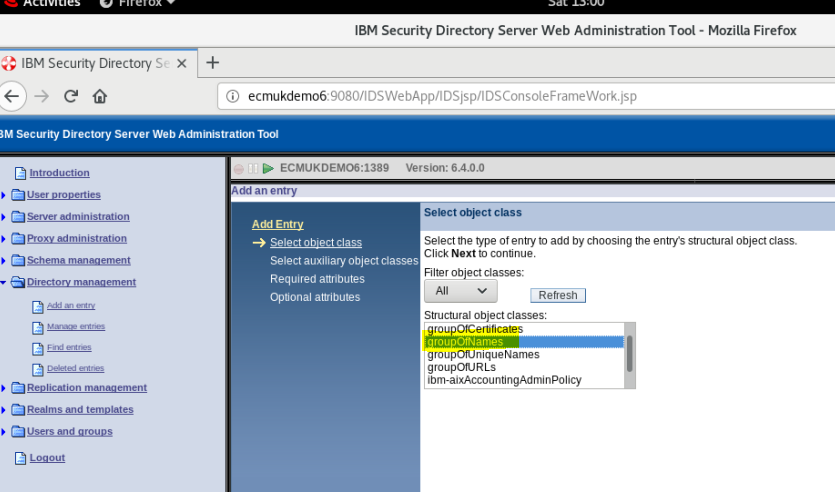 Activities Firefox Sat 13:00
IBM Security Directory Server Web Administration Tool - Mozilla Firefox
IBM Security Directory Se
ecmukdemo6:9080/IDSWebApp/IDSjsp/IDSConsoleFrameWork.jsp
BM Security Directory Server Web Administration Tool
Introduction
User properties
Server administration
Proxy administration
Schema management
Directory management
Add an entry
Manage entries
Find entries
Deleted entries
Replication management
Realms and templates
Users and groups
Logout
ECMUKDEMO6:1389 Version: 6.4.0.0
Add an entry
Add Entry
Select object class
Select auxiliary object classes
Required attributes
Optional attributes
Select object class
Select the type of entry to add by choosing the entry's structural object class.
Click Next to continue.
Filter object classes:
All Refresh
Structural object classes:
groupOfCertificates
groupOfNames
groupOfUniqueNames
groupOfURLs
ibm-aixAccountingAdminPolicy